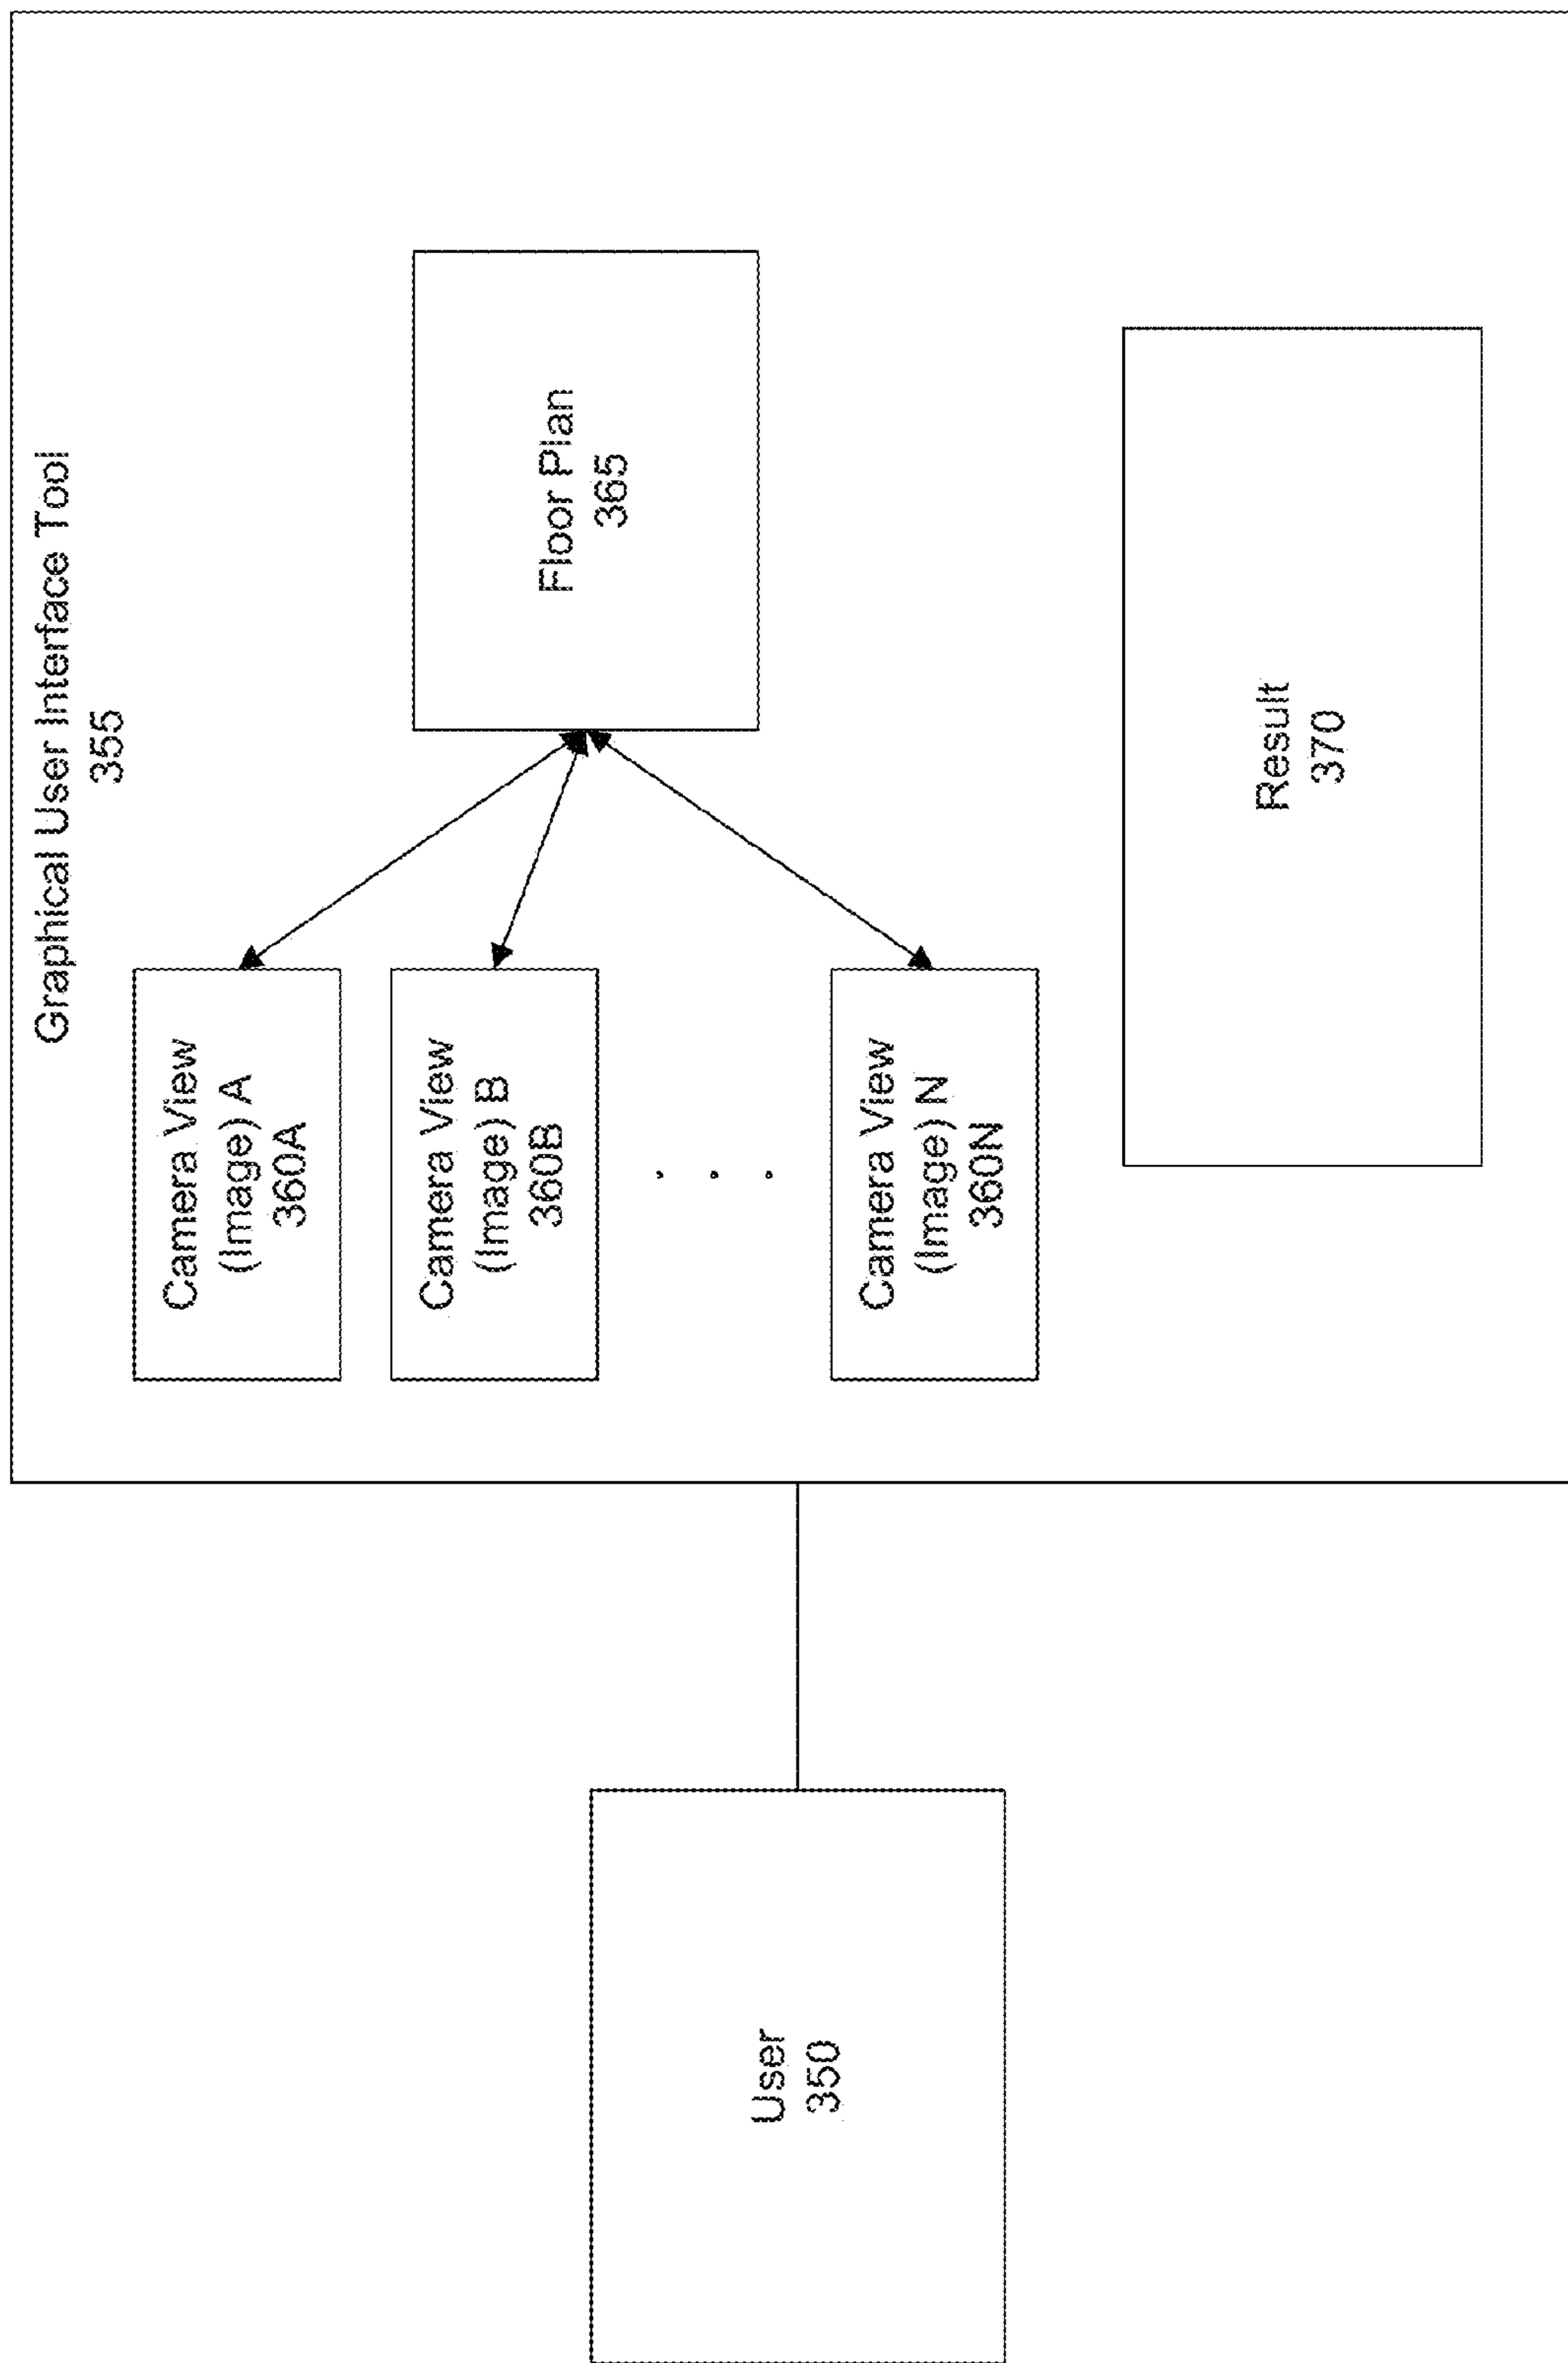 Graphical User Interface Tool
355
Camera View
(Image) A
360A
Camera View
(Image) B
360B
. . .
Camera View
(Image) N
360N
Floor Plan
365
Result
370
User
350